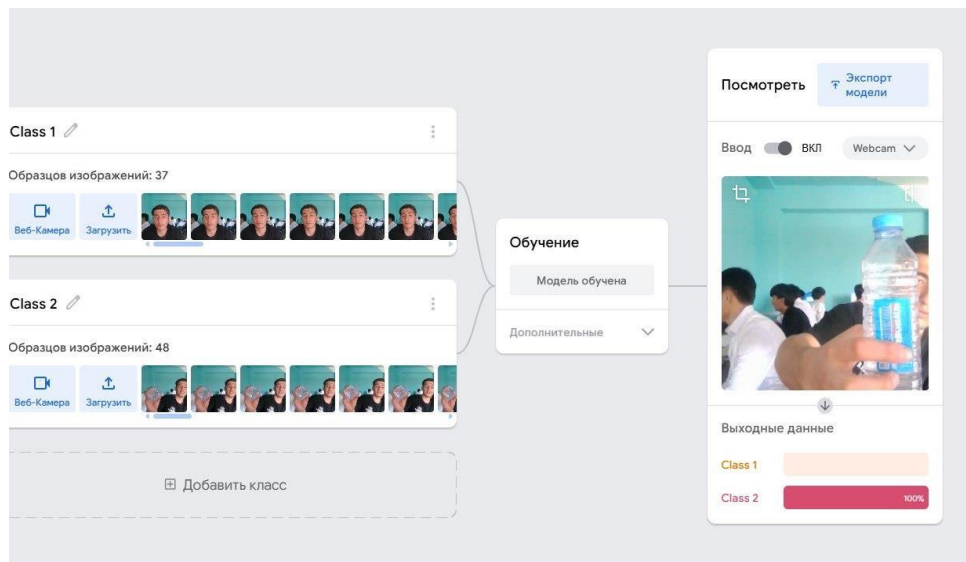 Class 1
Образцов изображений: 37
Веб-Камера
Загрузить
Class 2
Образцов изображений: 48
Веб-Камера
Загрузить
Добавить класс
Обучение
Модель обучена
Дополнительные
Посмотреть
Экспорт
модели
Ввод ВКЛ Webcam
Выходные данные
Class 1
Class 2 100%